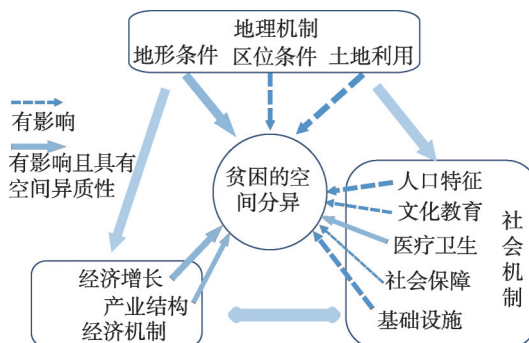 地理机制
地形条件 区位条件 土地利用
有影响
有影响且具有
空间异质性
贫困的空
间分异
人口特征
文化教育
医疗卫生
社会保障
基础设施
社会机制
经济增长
产业结构
经济机制